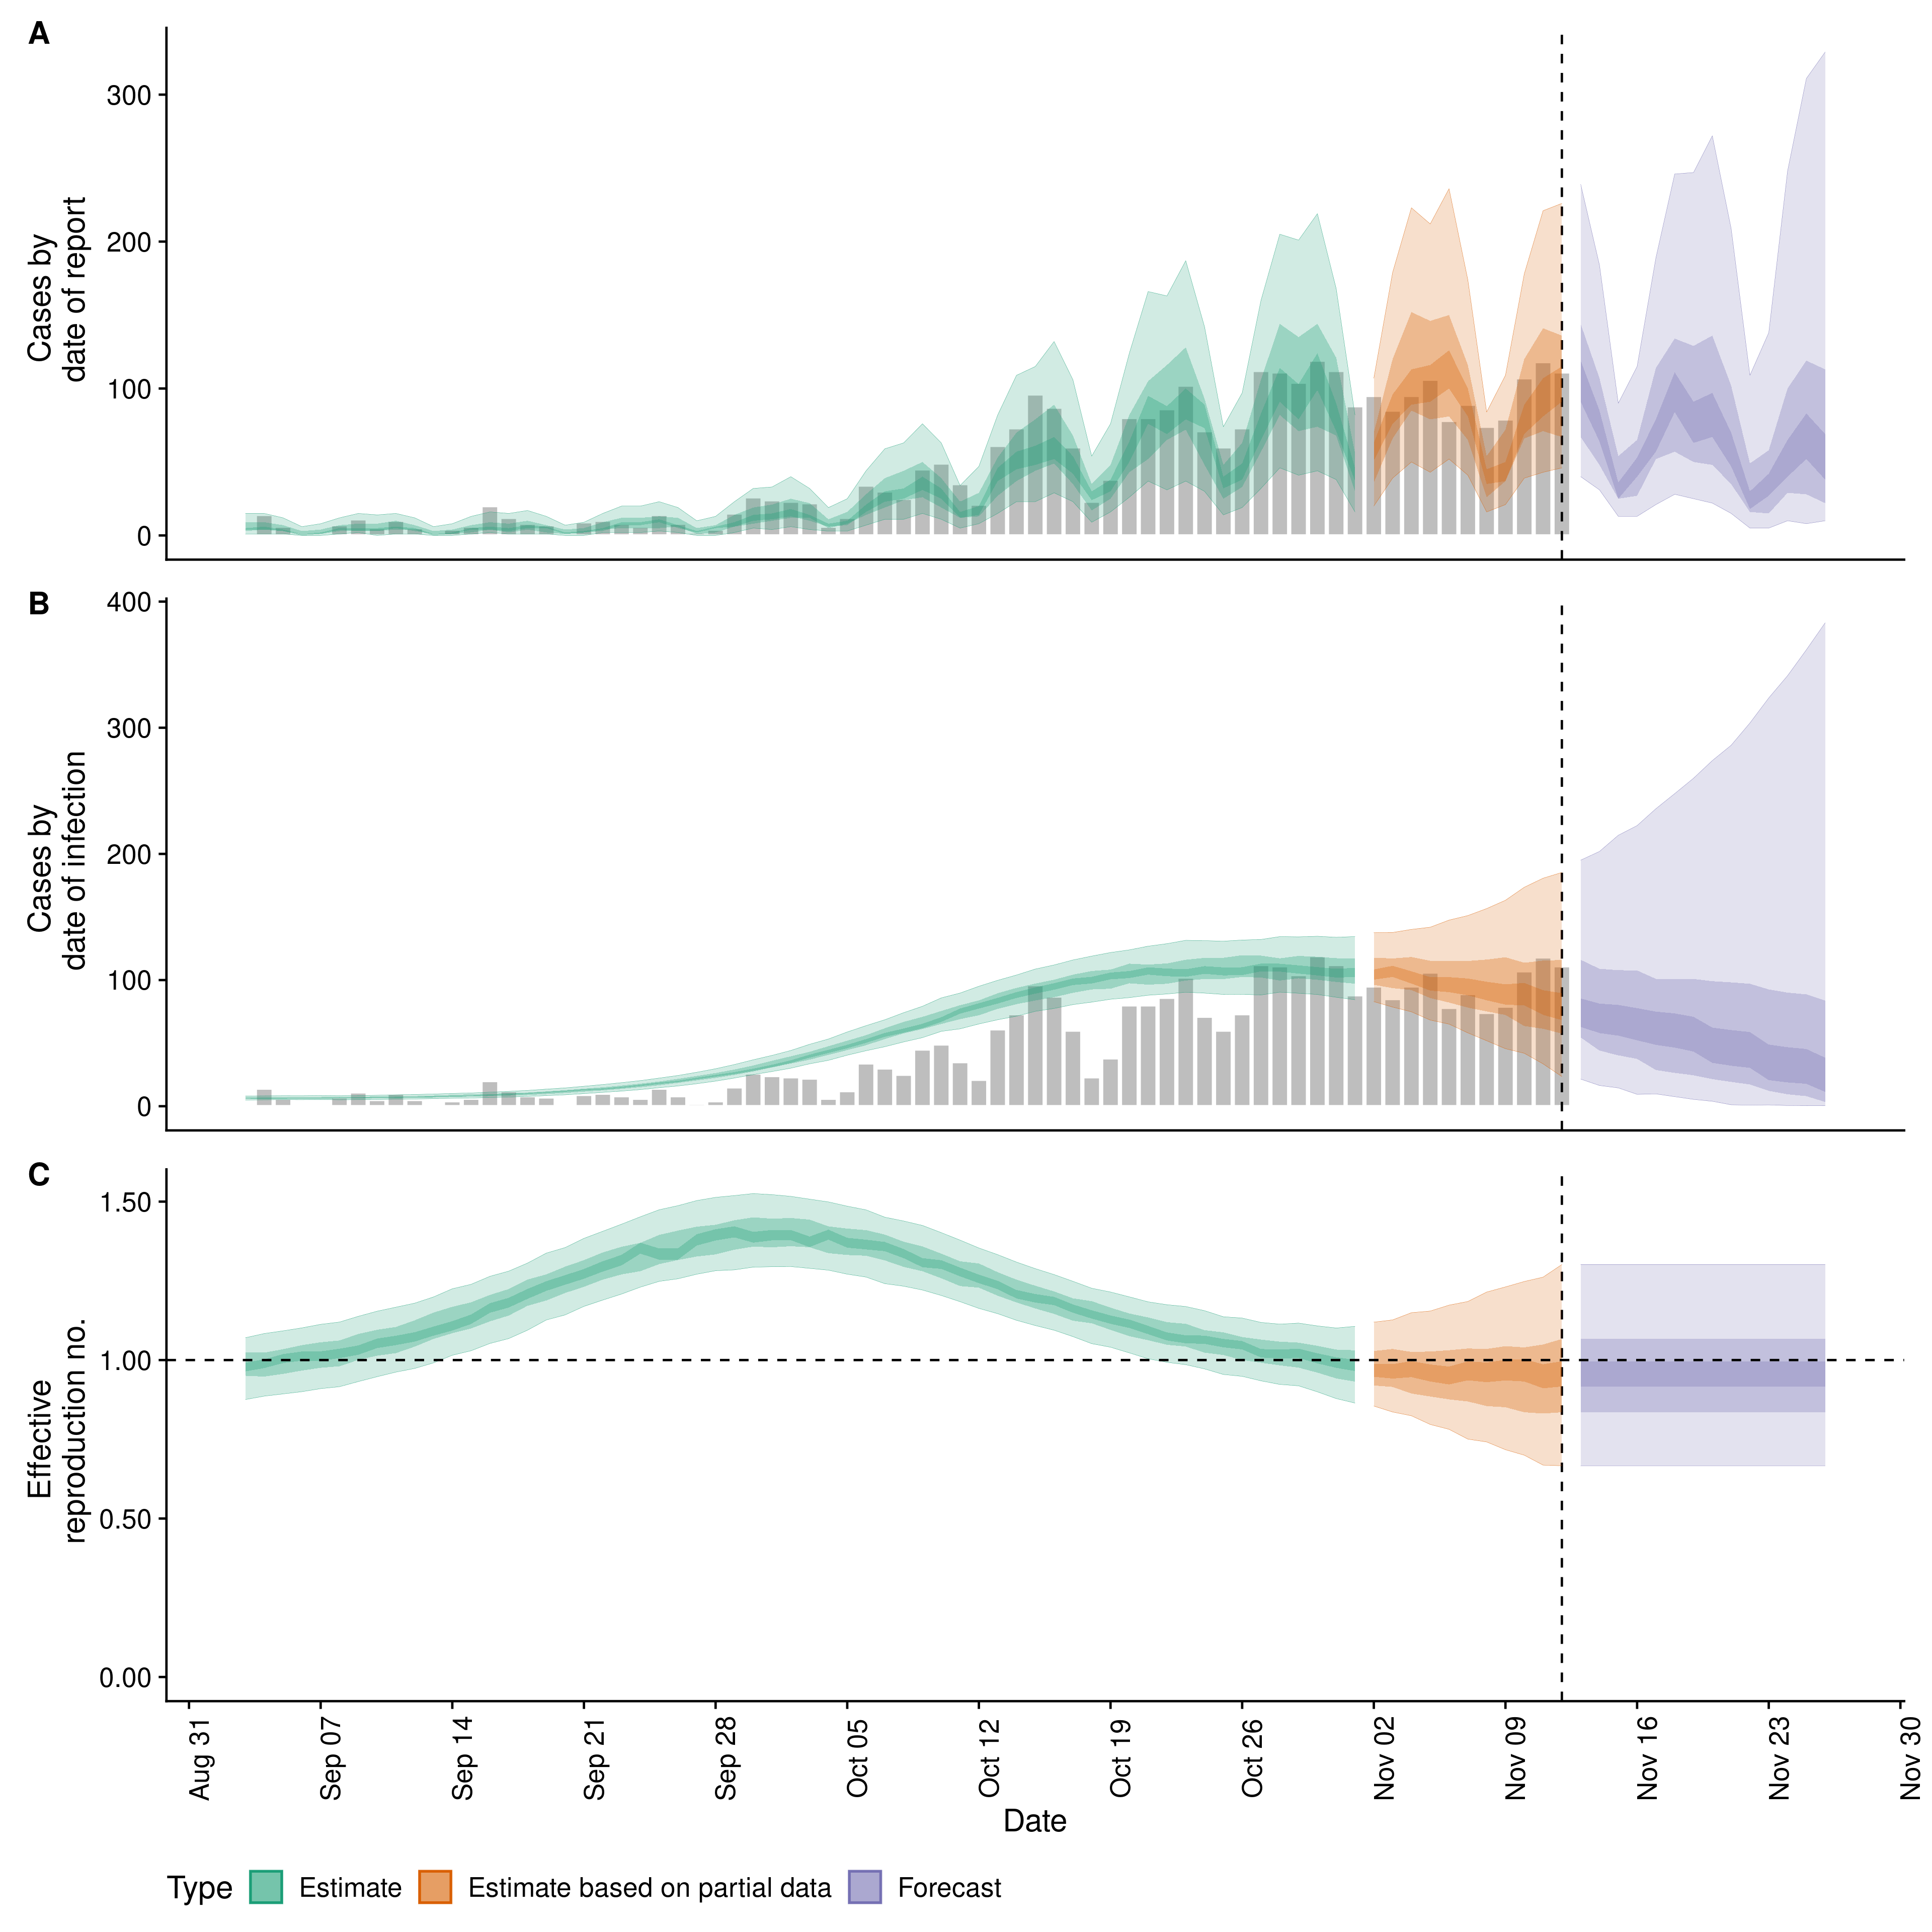 A
300
200
100
0
Cases by
date of report
B
400
300
200
100
0
Cases by
date of infection
C
1.50
1.00
0.50
0.00
Effective
reproduction no.
Aug 31
Sep 07
Sep 14
Sep 21
Sep 28
Oct 05
Oct 12
Oct 19
Oct 26
Nov 02
Nov 09
Nov 16
Nov 23
Nov 30
Date
Type Estimate Estimate based on partial data Forecast